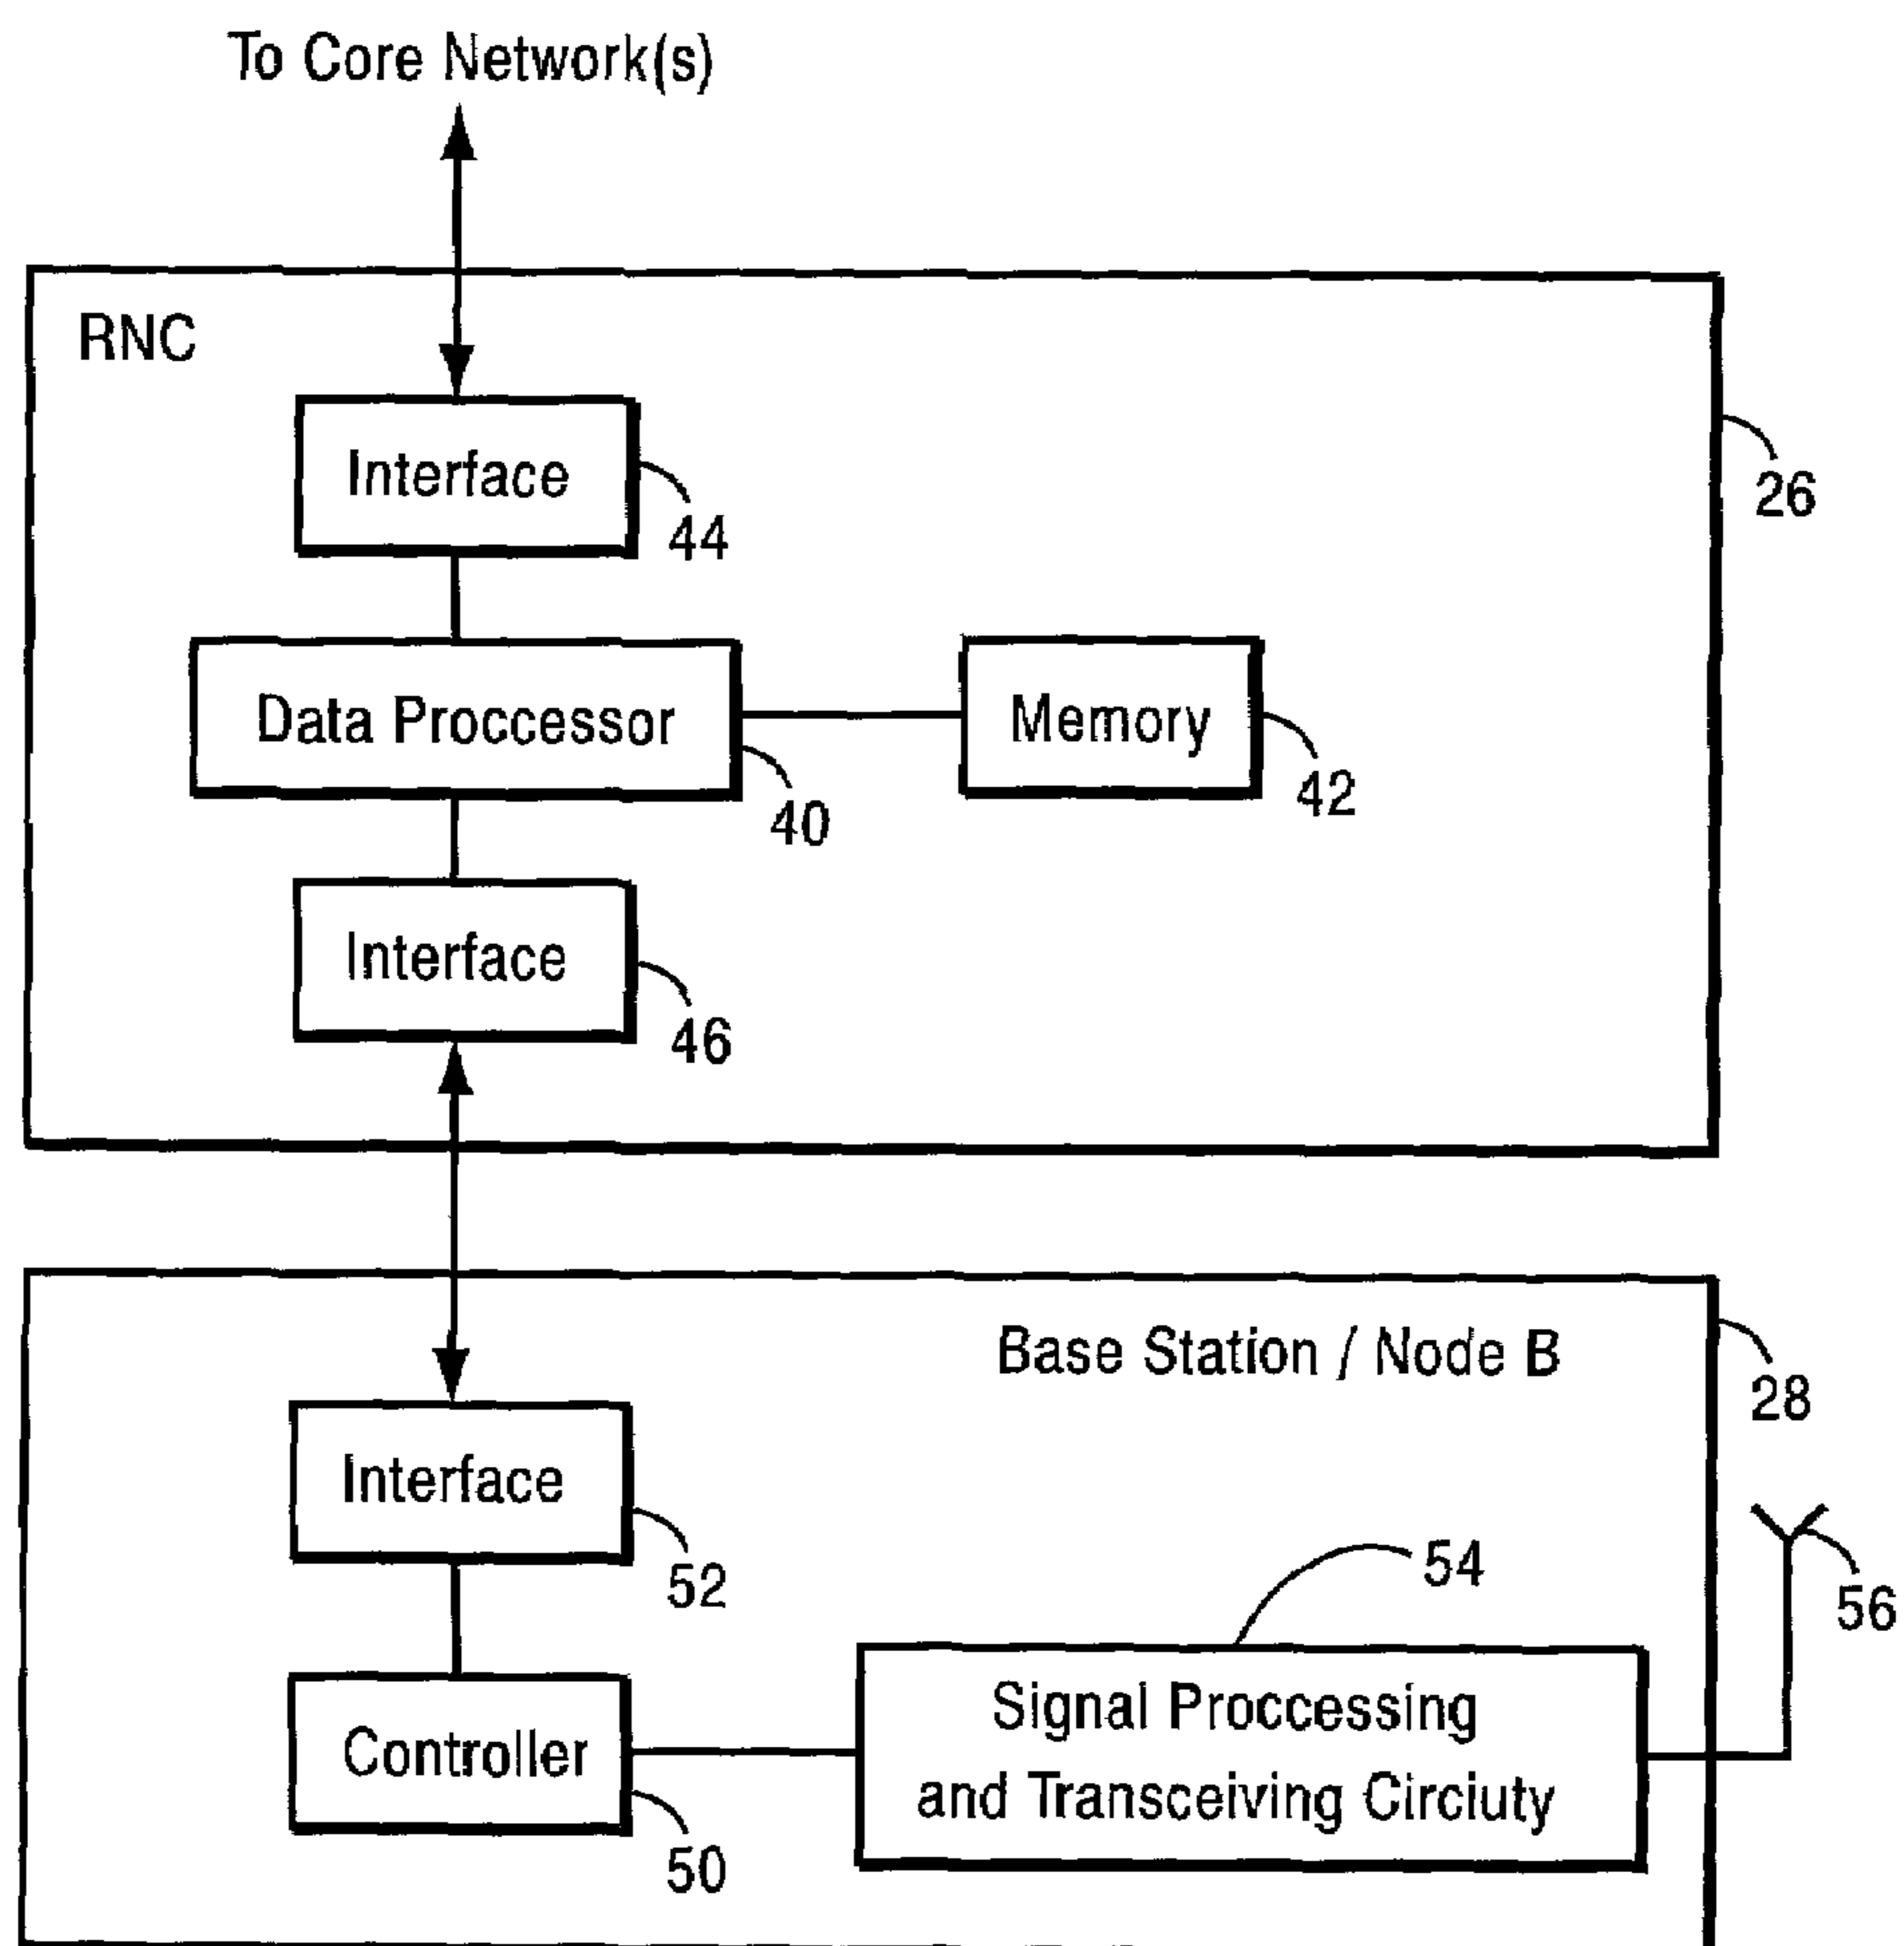 To Core Network(s)
RNC
Interface
44
26
Data Proccessor
40
Memory
42
Interface
46
Base Station / Node B
28
Interface
52
54
56
Signal Proccessing
and Transceiving Circiuty
Controller
50